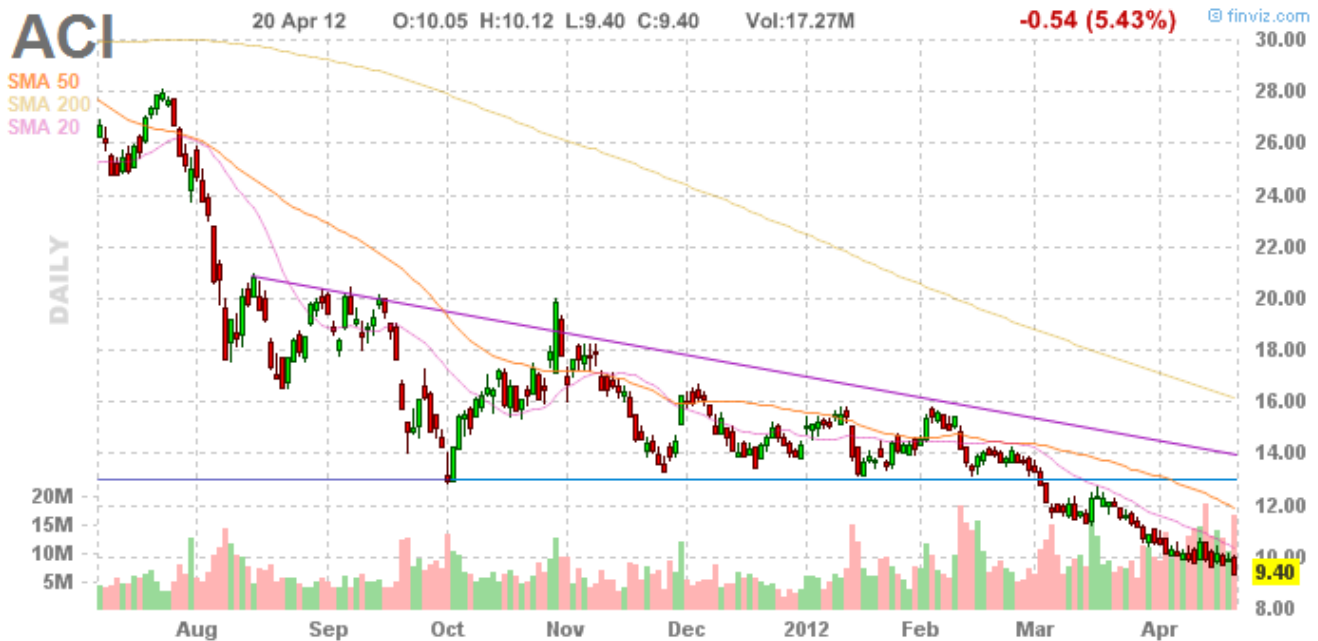 ACI
20 Apr 12 O:10.05 H:10.12 L:9.40 C:9.40 Vol:17.27M -0.54 (5.43%) © finviz.com
SMA 50
SMA 200
SMA 20
DAILY
30.00
28.00
26.00
24.00
22.00
20.00
18.00
16.00
14.00
12.00
10.00
9.40
8.00
20M
15M
10M
5M
Aug Sep Oct Nov Dec 2012 Feb Mar Apr